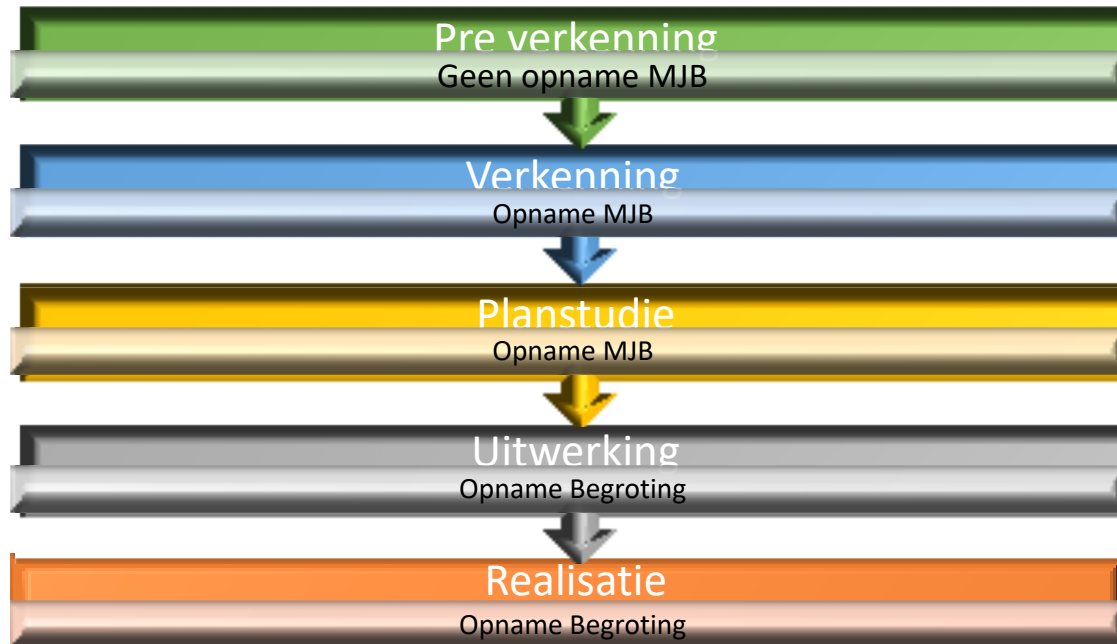 Pre verkenning
Geen opname MJB
Verkenning
Opname MJB
Planstudie
Opname MJB
Uitwerking
Opname Begroting
Realisatie
Opname Begroting